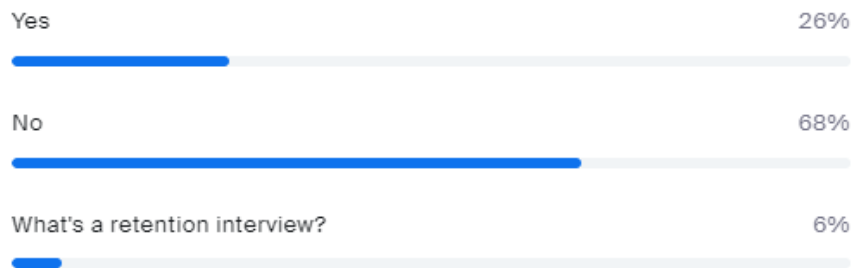 Yes 26%
No 68%
What's a retention interview? 6%